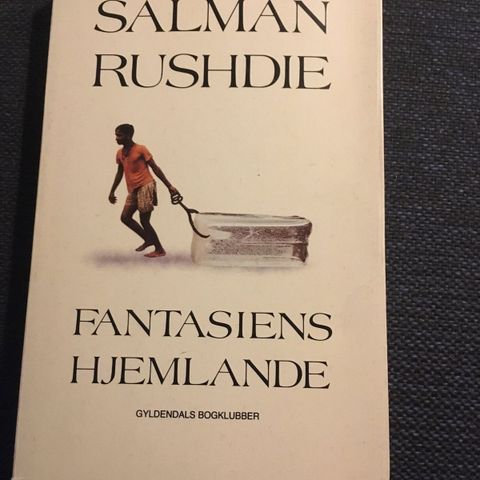 SALMAN
RUSHDIE
FANTASIENS
HJEMLANDE
GYLDENDALS BOGKLUBBER